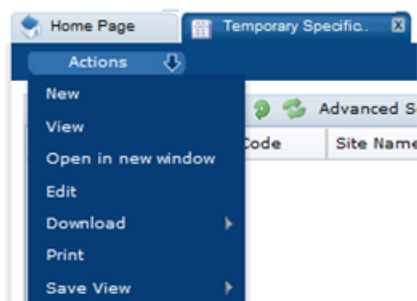 Home Page Temporary Specific..
Actions
New
View
Open in new window
Edit
Download
Print
Save View
Advanced
Code Site Name